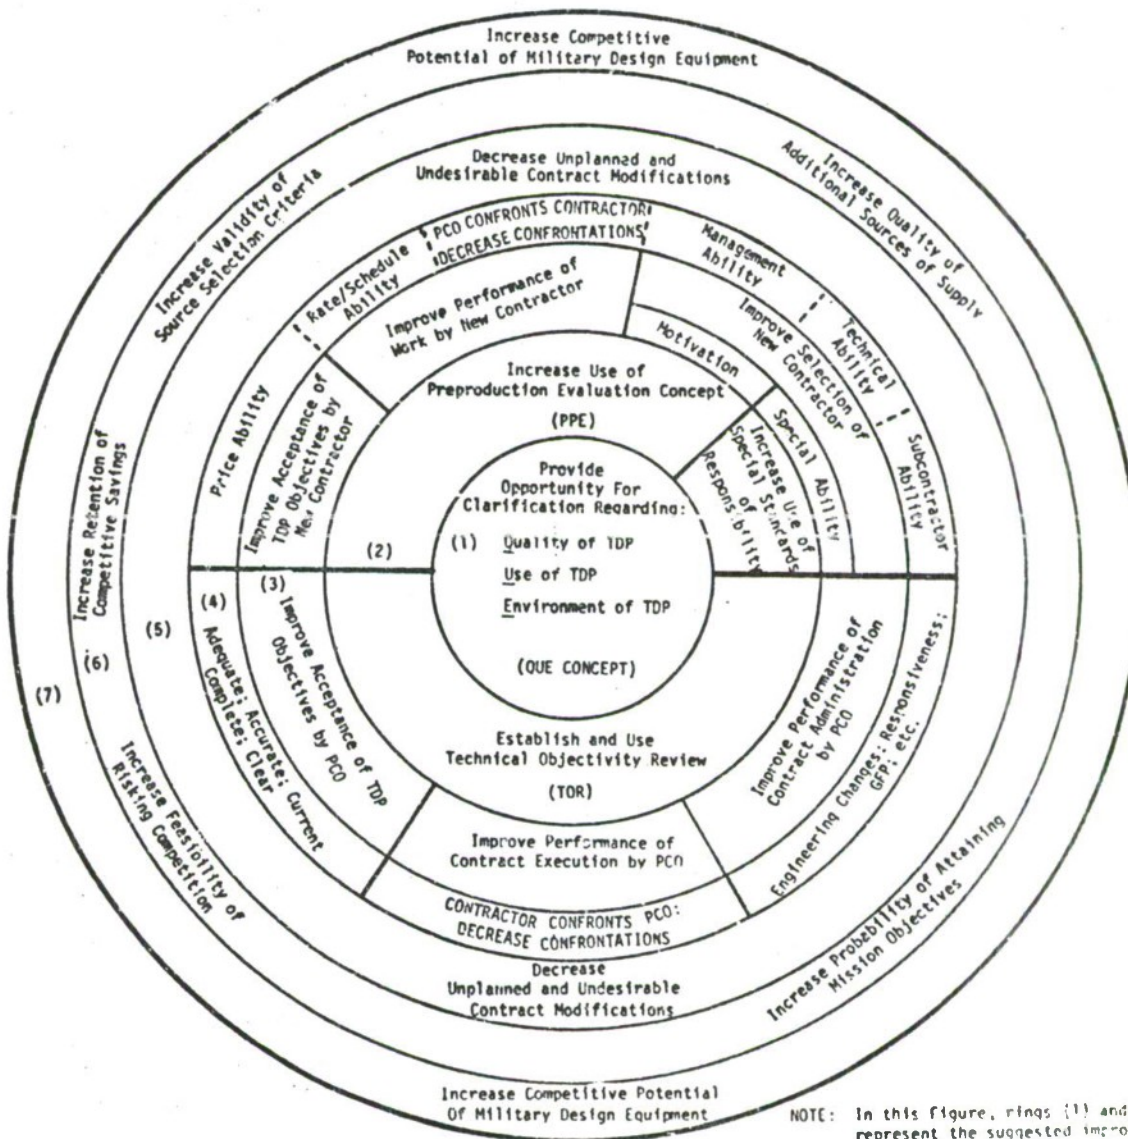 Increase Competitive
Potential of Military Design Equipment
Increase Quality of
Additional Sources of Supply
Increase Validity of
Source Selection Criteria
Decrease Unplanned and
Undesirable Contract Modifications
PCO CONFRONTS CONTRACTOR
DECREASE CONFRONTATIONS
Rate/Schedule
Ability
Management
Ability
Technical
Ability
Subcontractor
Ability
Price Ability
Improve Performance of
Work by New Contractor
Improve Selection of
New Contractor
Motivation
Special Ability
Increase Use of
Special Standards
of
Responsibility
Improve Acceptance of
TDP Objectives by
New Contractor
Increase Use of
Preproduction Evaluation Concept
(PPE)
Provide
Opportunity For
Clarification Regarding:
(1) Quality of TDP
Use of TDP
Environment of TDP
(QUE CONCEPT)
(2)
(3)
(4)
(5)
(6)
(7)
Increase Retention of
Competitive Savings
Improve Acceptance of TDP
Objectives by PCO
Adequate; Accurate; Current
Complete; Clear
Establish and Use
Technical Objectivity Review
(TOR)
Improve Performance of
Contract Administration
by PCO
Engineering Changes; Responsiveness;
GFP; etc.
Improve Performance of
Contract Execution by PCO
CONTRACTOR CONFRONTS PCO:
DECREASE CONFRONTATIONS
Increase Feasibility of
Risking Competition
Decrease
Unplanned and Undesirable
Contract Modifications
Increase Probability of Attaining
Mission Objectives
Increase Competitive Potential
Of Military Design Equipment
NOTE: In this figure, rings (1) and
represent the suggested